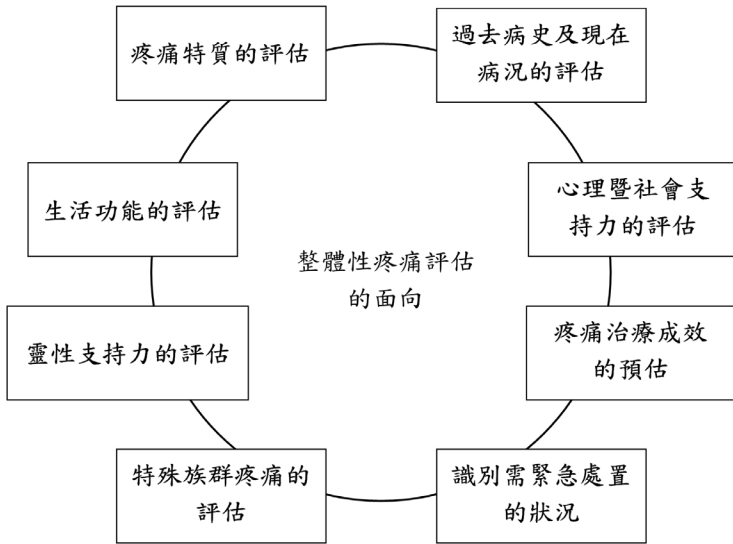 疼痛特質的評估
過去病史及現在
病況的評估
生活功能的評估
心理暨社會支
持力的評估
整體性疼痛評估
的面向
靈性支持力的評估
疼痛治療成效
的預估
特殊族群疼痛的
評估
識別需緊急處置
的狀況